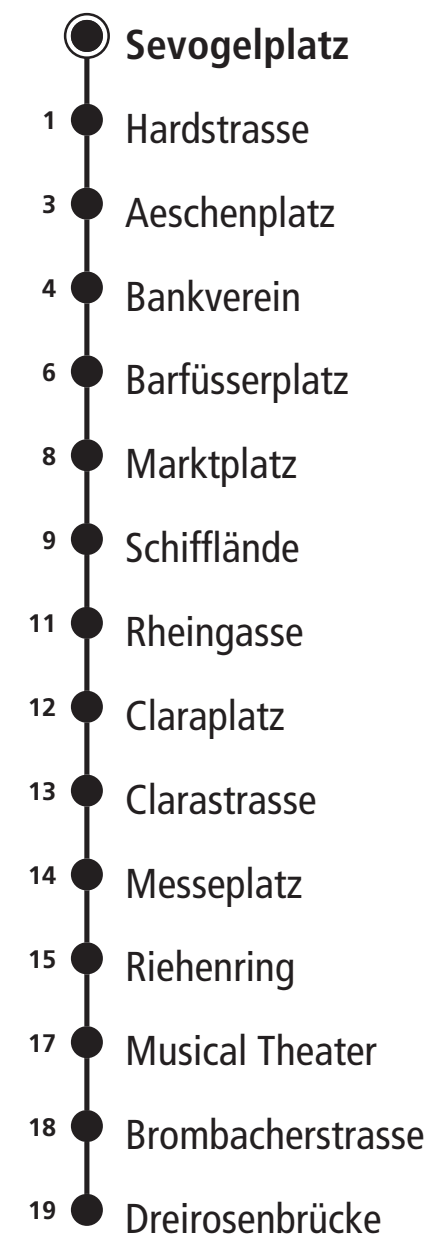 Sevogelplatz
1 Hardstrasse
3 Aeschenplatz
4 Bankverein
6 Barfüsserplatz
8 Marktplatz
9 Schifflände
11 Rheingasse
12 Claraplatz
13 Clarastrasse
14 Messeplatz
15 Riehenring
17 Musical Theater
18 Brombacherstrasse
19 Dreirosenbrücke